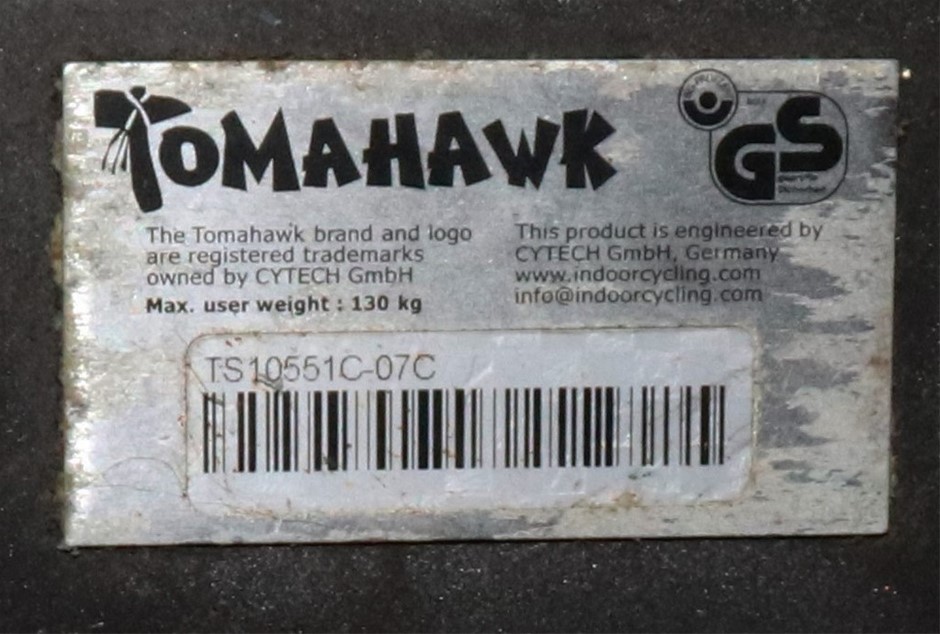 TOMAHAWK
GS
The Tomahawk brand and logo
are registered trademarks
owned by CYTECH GmbH
Max. user weight : 130 kg
This product is engineered by
CYTECH GmbH, Germany
www.indoorcycling.com
info@indoorcycling.com
TS10551C-07C